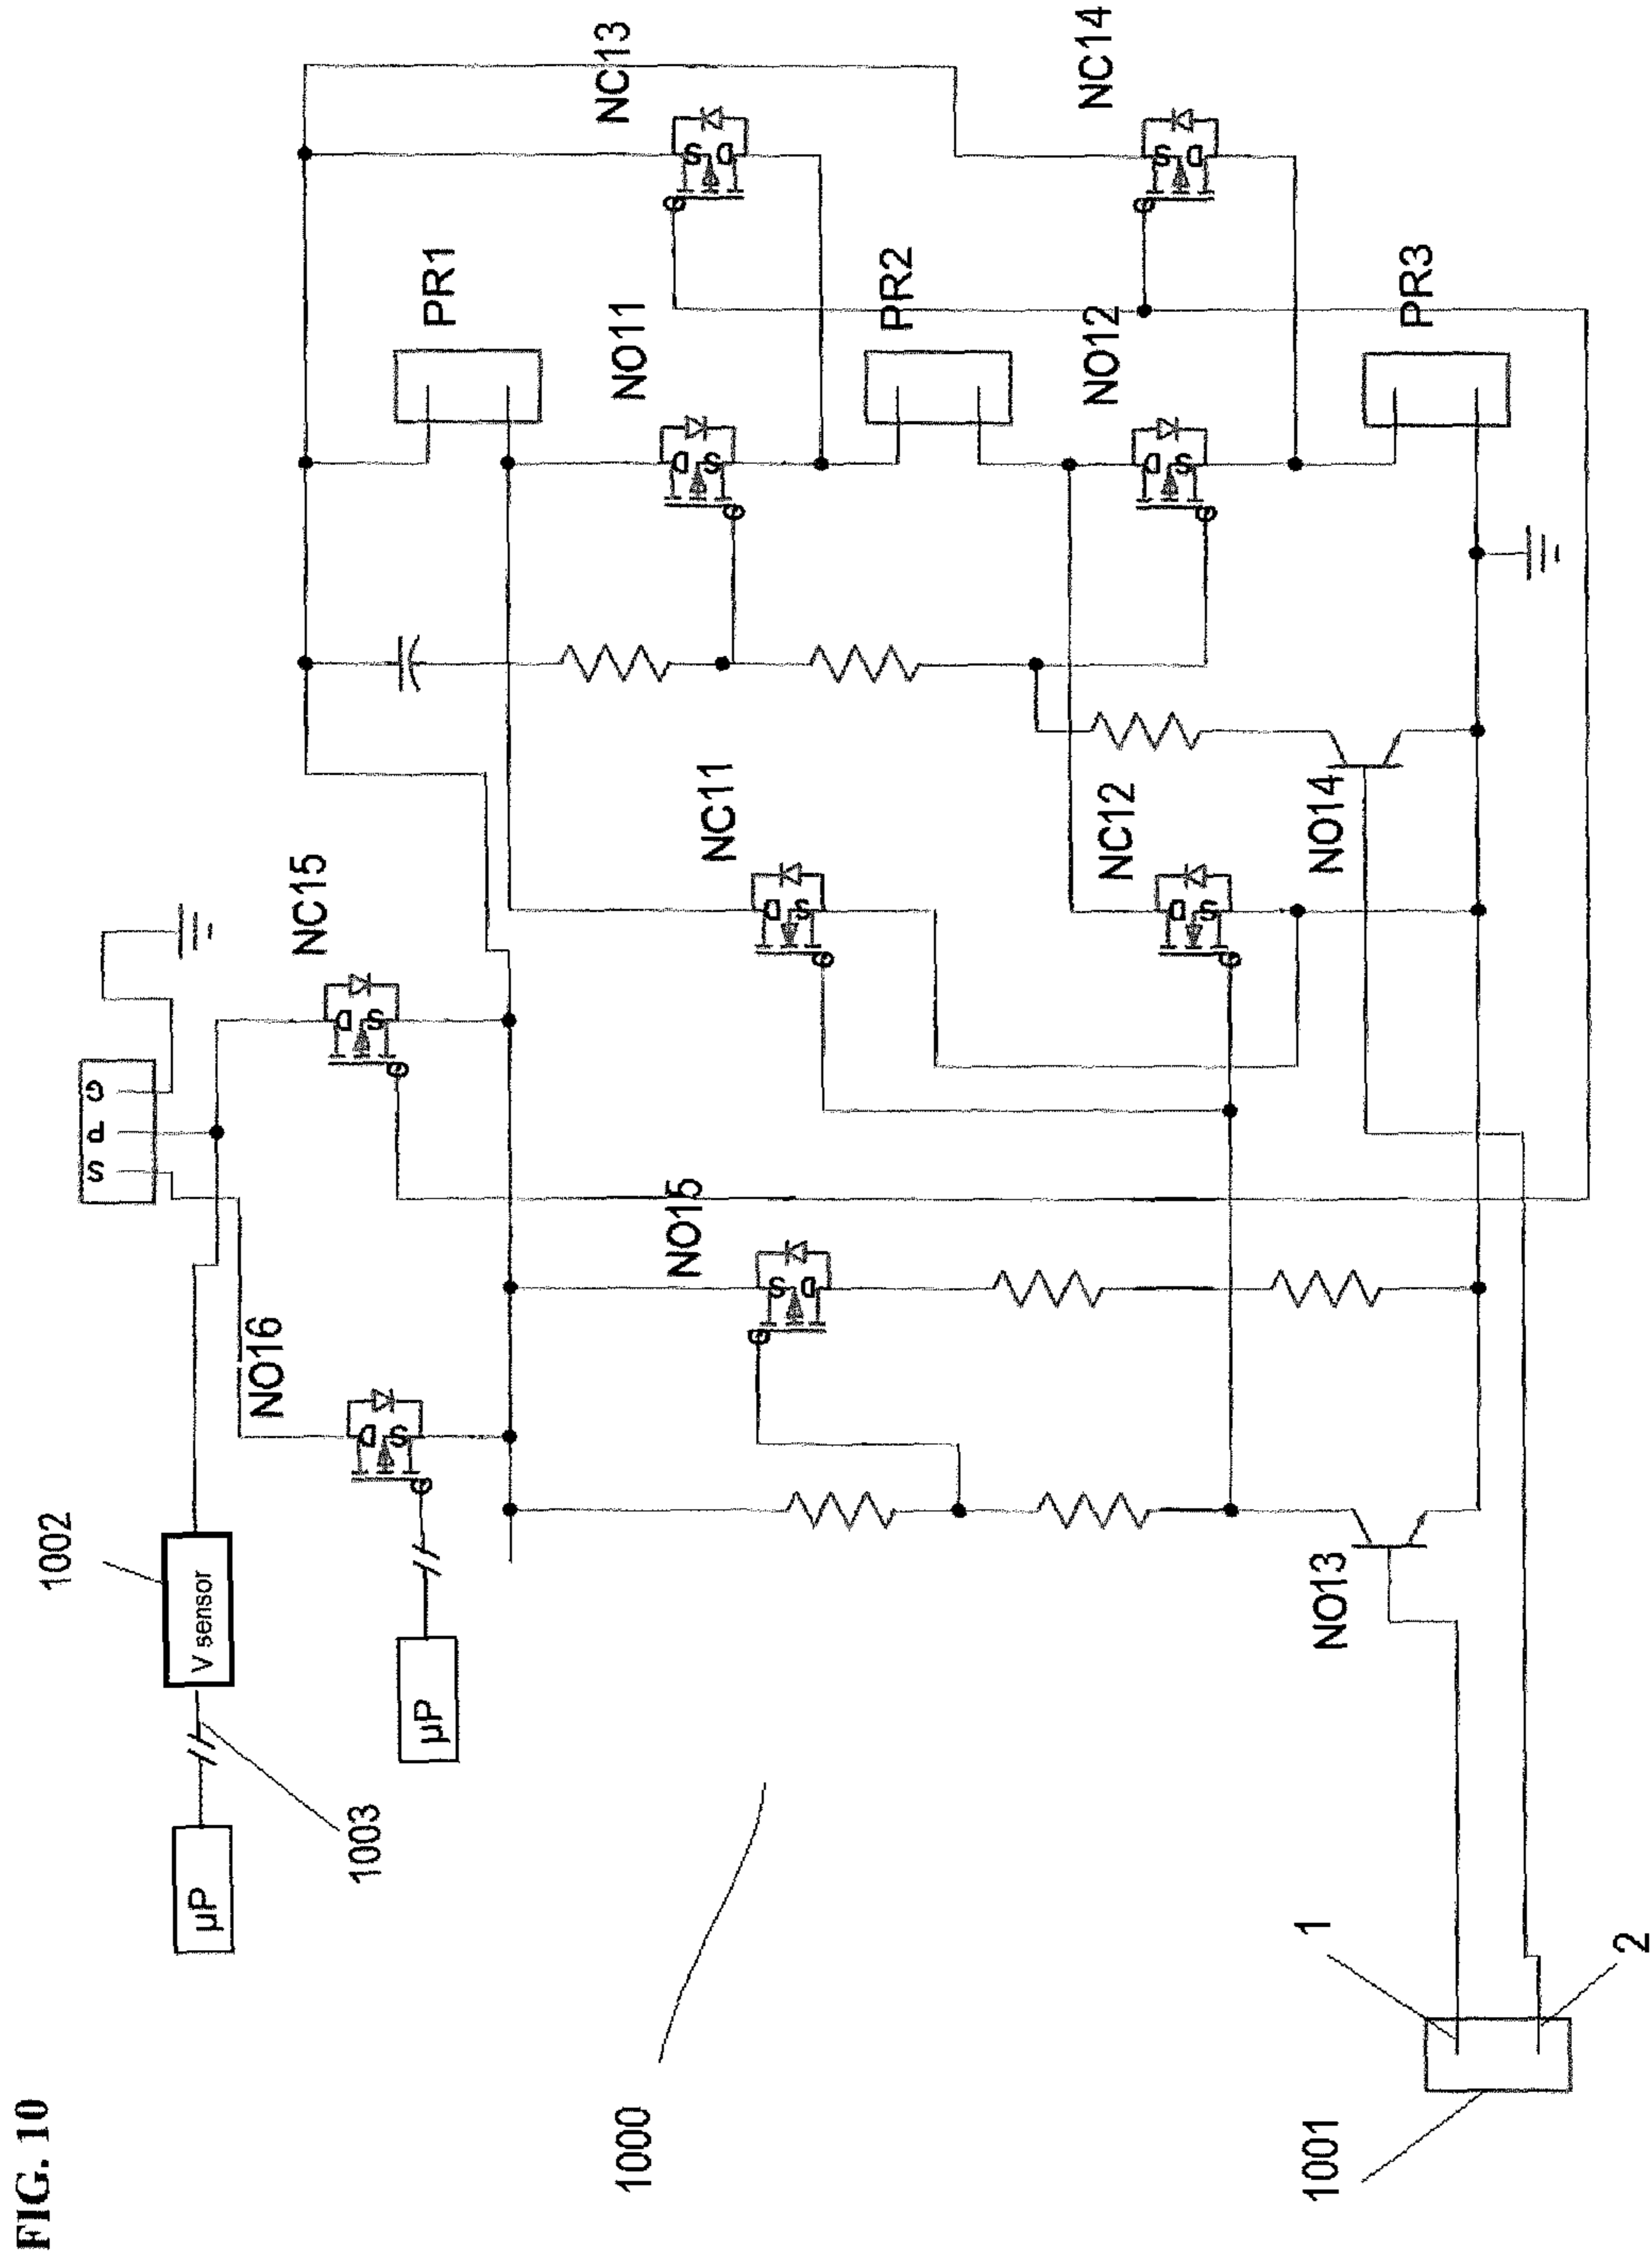 FIG. 10
1000
1001
1
2
1002
V sensor
1003
µP
µP
S P G
NO16
D
S
G
NC15
D
S
G
NO15
S
D
G
NO13
NC11
D
S
G
NC12
D
S
G
NO14
PR1
NO11
D
S
G
PR2
NO12
D
S
G
PR3
NC13
S
D
G
NC14
S
D
G